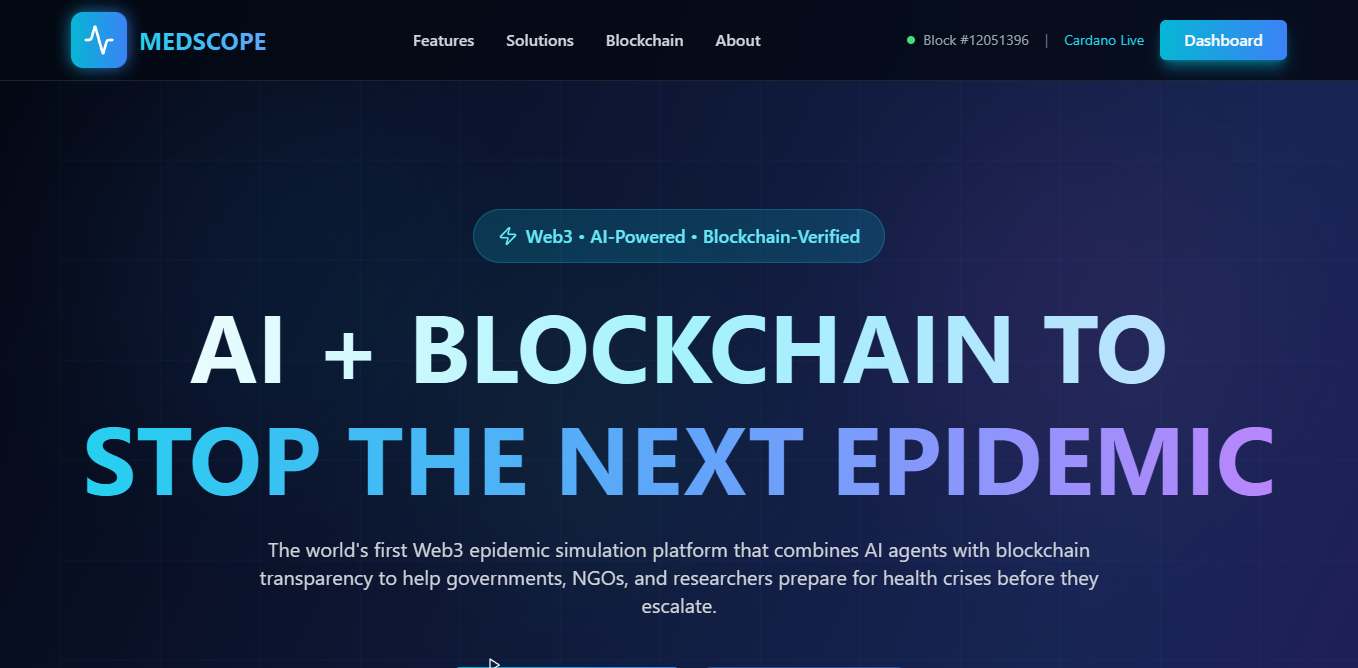 MEDSCOPE
Features Solutions Blockchain About
Block #12051396 | Cardano Live
Dashboard
Web3 • AI-Powered • Blockchain-Verified
AI + BLOCKCHAIN TO
STOP THE NEXT EPIDEMIC
The world's first Web3 epidemic simulation platform that combines AI agents with blockchain
transparency to help governments, NGOs, and researchers prepare for health crises before they
escalate.